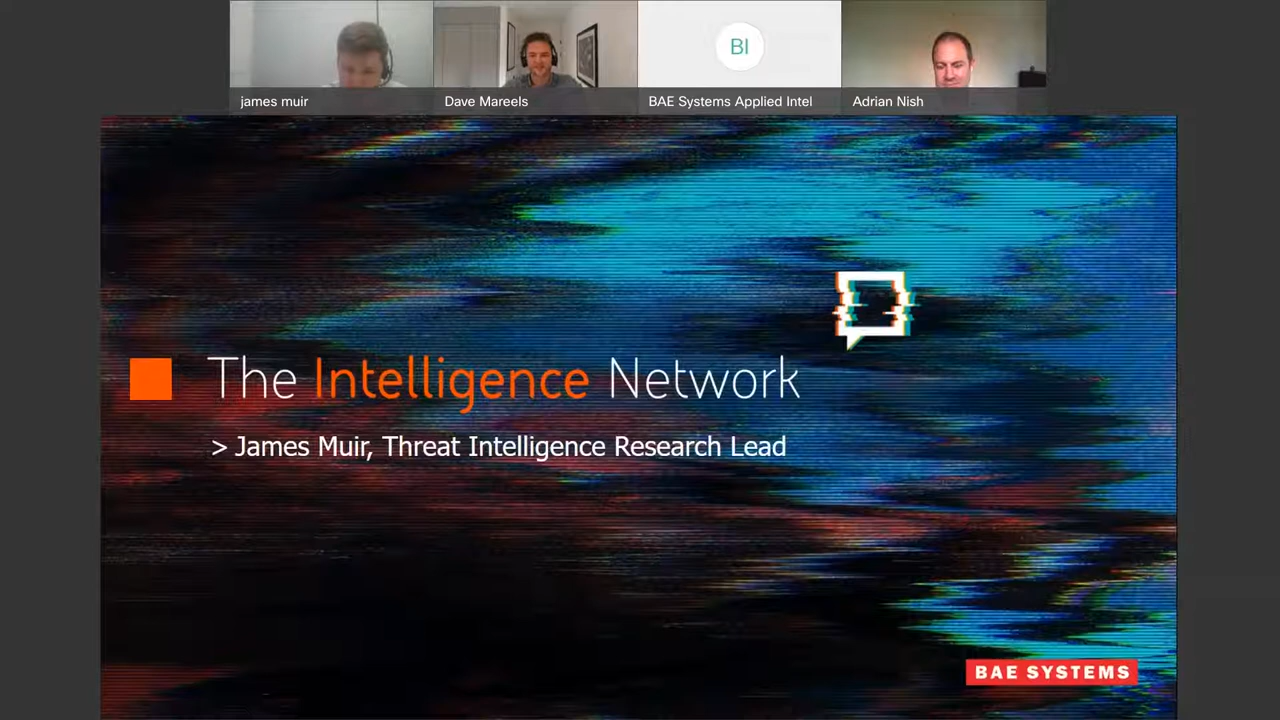 james muir
Dave Mareels
BI
BAE Systems Applied Intel
Adrian Nish
The Intelligence Network
> James Muir, Threat Intelligence Research Lead
BAE SYSTEMS